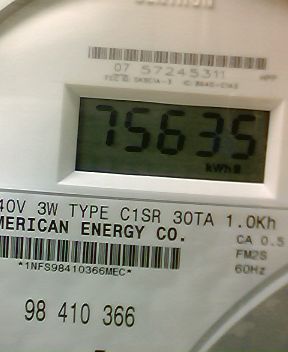 07 57245311
75635
kWh
40V 3W TYPE C1SR 30TA 1.0Kh
MERICAN ENERGY CO.
CA 0.5
FM2S
60Hz
*1NFS98410366MEC*
98 410 366